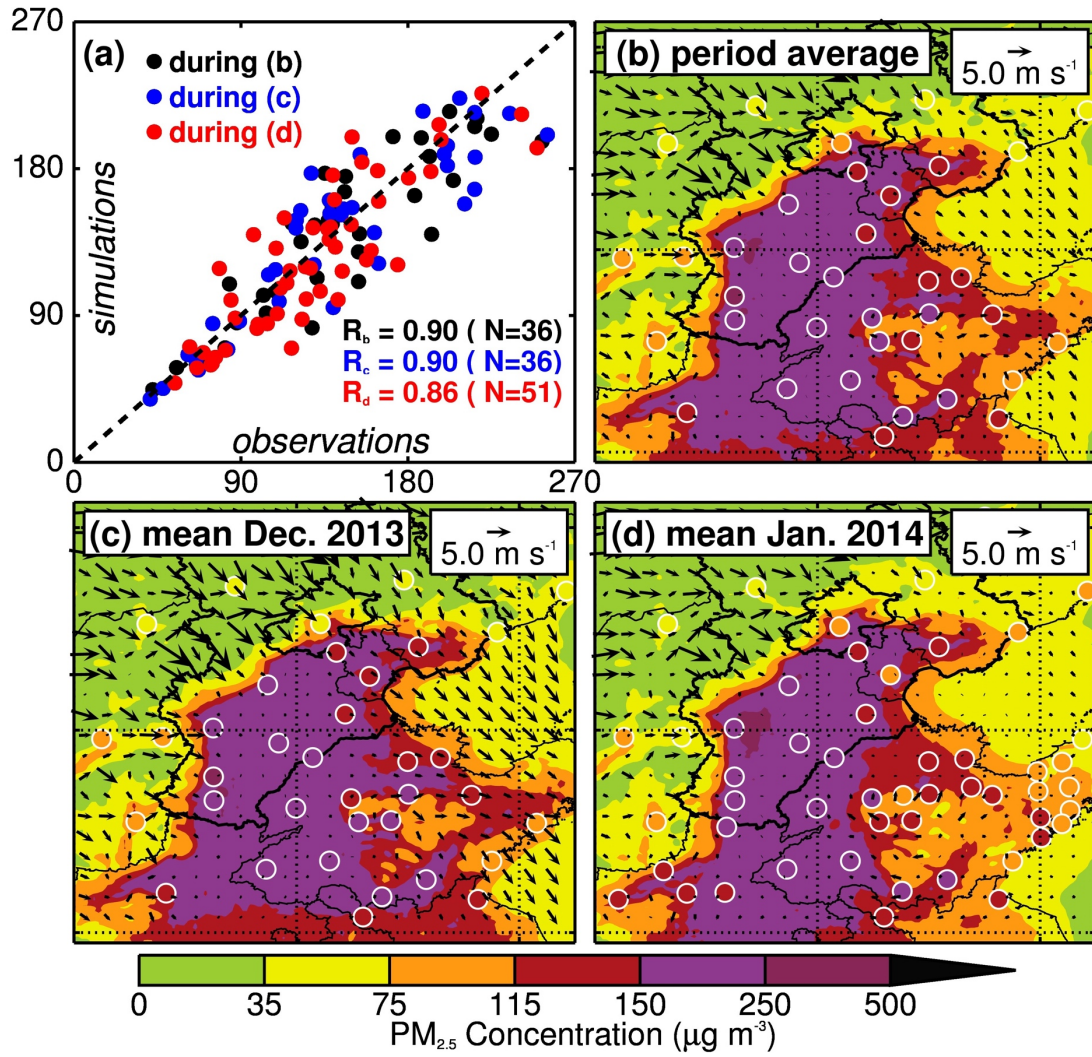 270
(a)
during (b)
during (c)
during (d)
180
simulations
90
R_b = 0.90 ( N=36)
R_c = 0.90 ( N=36)
R_d = 0.86 ( N=51)
observations
0
0 90 180 270
(b) period average
5.0 m s⁻¹
(c) mean Dec. 2013
5.0 m s⁻¹
(d) mean Jan. 2014
5.0 m s⁻¹
0 35 75 115 150 250 500
PM₂.₅ Concentration (μg m⁻³)